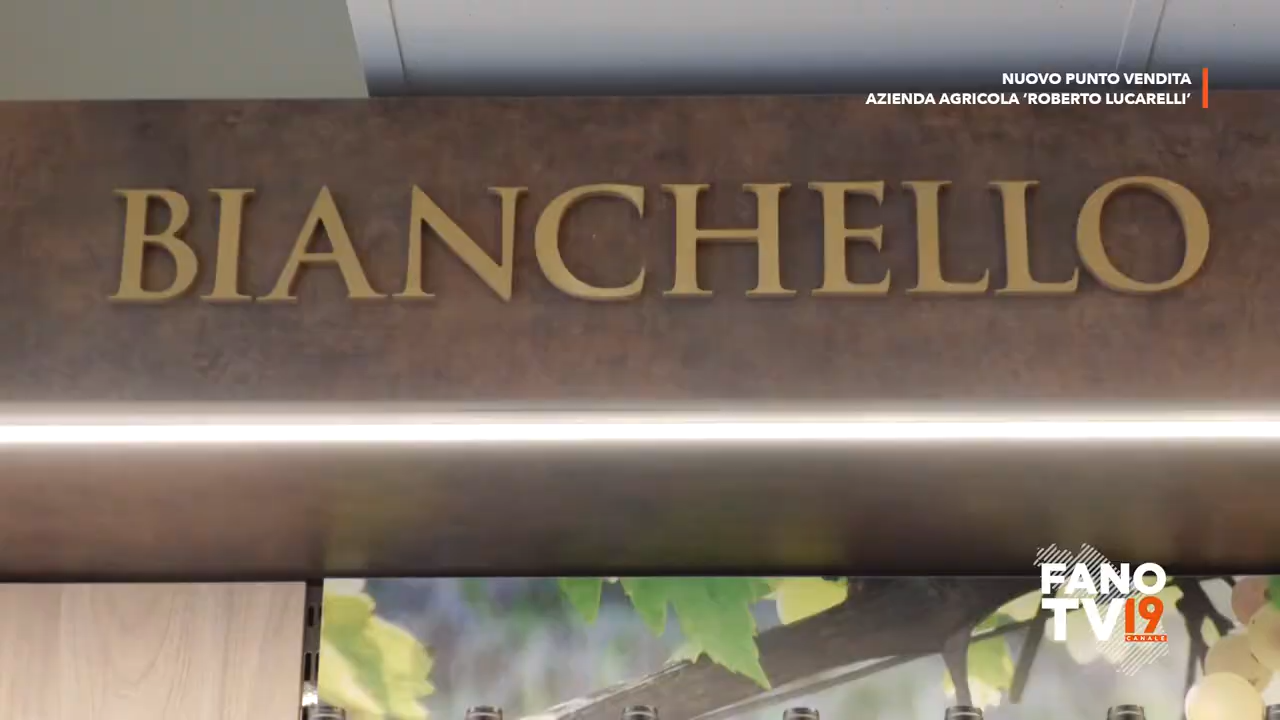 NUOVO PUNTO VENDITA
AZIENDA AGRICOLA ‘ROBERTO LUCARELLI’
BIANCHELLO
FANO
TV19
CANALE